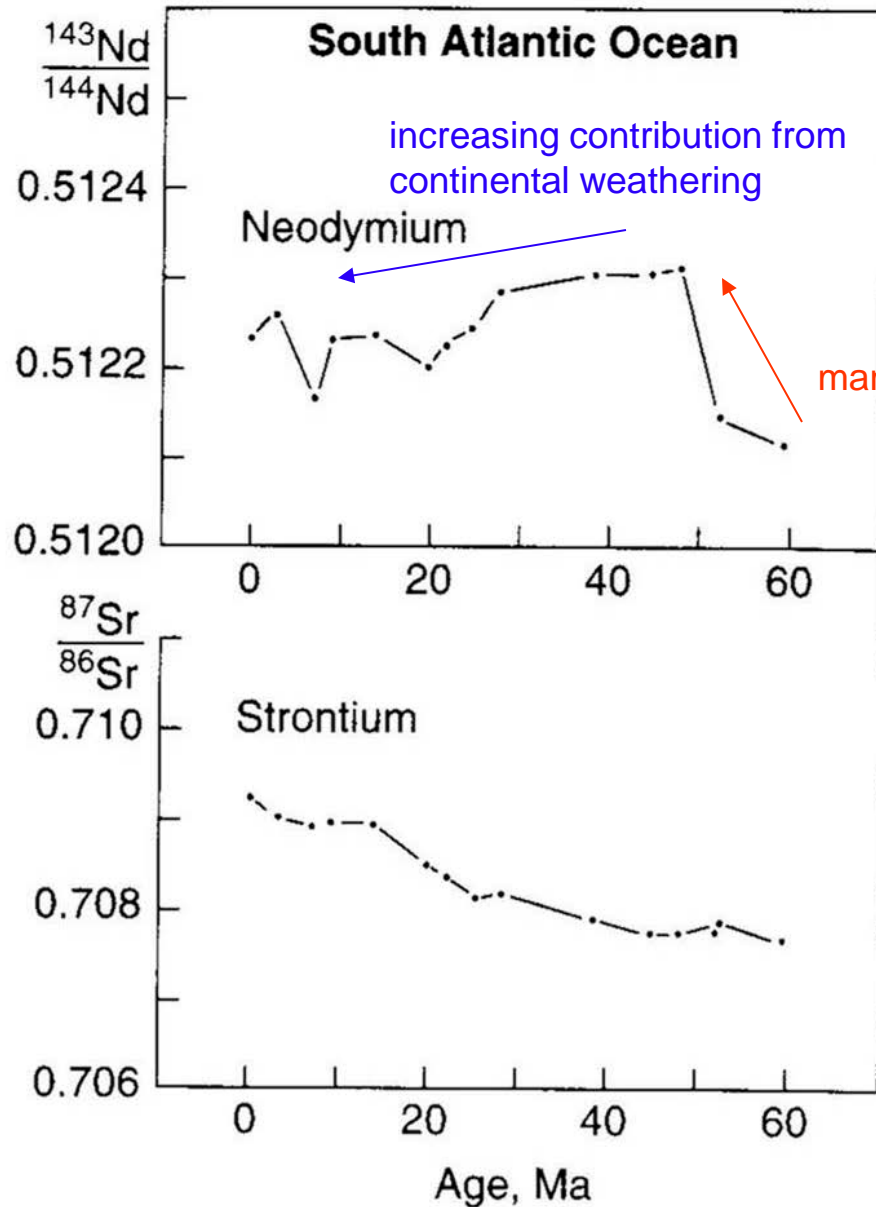 South Atlantic Ocean
¹⁴³Nd
¹⁴⁴Nd
increasing contribution from
continental weathering
0.5124
Neodymium
0.5122
mar
0.5120
0 20 40 60
⁸⁷Sr
⁸⁶Sr
0.710
Strontium
0.708
0.706
0 20 40 60
Age, Ma